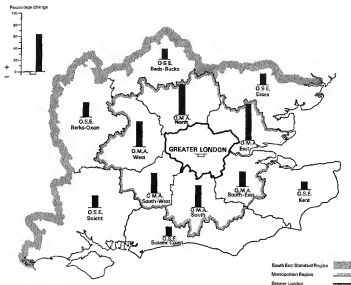 Percentage change
+
-
O.S.E.
Beds-Bucks
O.S.E.
Essex
O.S.E.
Berks-Oxon
O.M.A.
North
O.M.A.
West
O.M.A.
East
GREATER LONDON
O.S.E.
Solent
O.M.A.
South-West
O.M.A.
South
O.M.A.
South-East
O.S.E.
Kent
O.S.E.
Sussex Coast
South East Standard Region
Metropolitan Region
Greater London